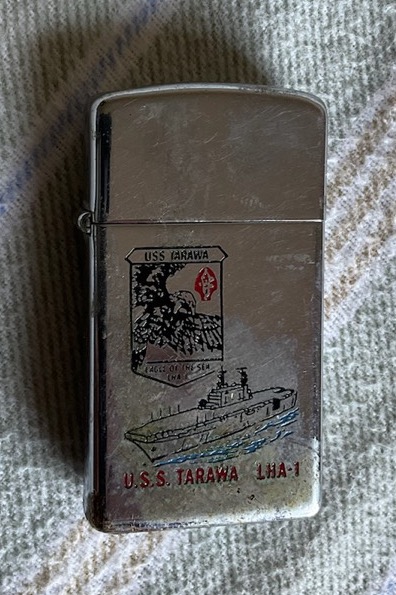 USS TARAWA
EAGLE OF THE SEA
LHA-1
U.S.S. TARAWA LHA-1